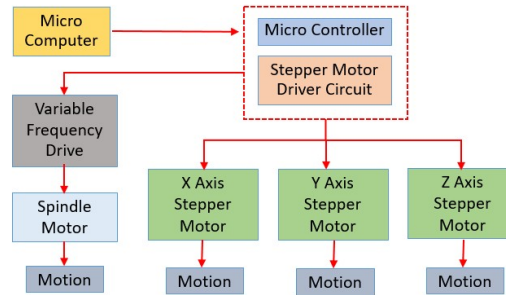 Micro
Computer
Micro Controller
Stepper Motor
Driver Circuit
Variable
Frequency
Drive
Spindle
Motor
X Axis
Stepper
Motor
Y Axis
Stepper
Motor
Z Axis
Stepper
Motor
Motion
Motion
Motion
Motion